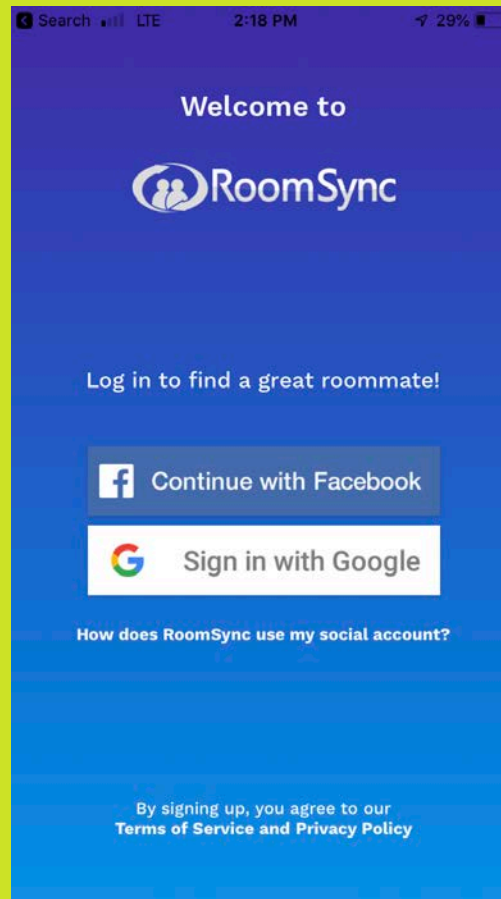 Search LTE 2:18 PM 29%
Welcome to
RoomSync
Log in to find a great roommate!
Continue with Facebook
Sign in with Google
How does RoomSync use my social account?
By signing up, you agree to our
Terms of Service and Privacy Policy